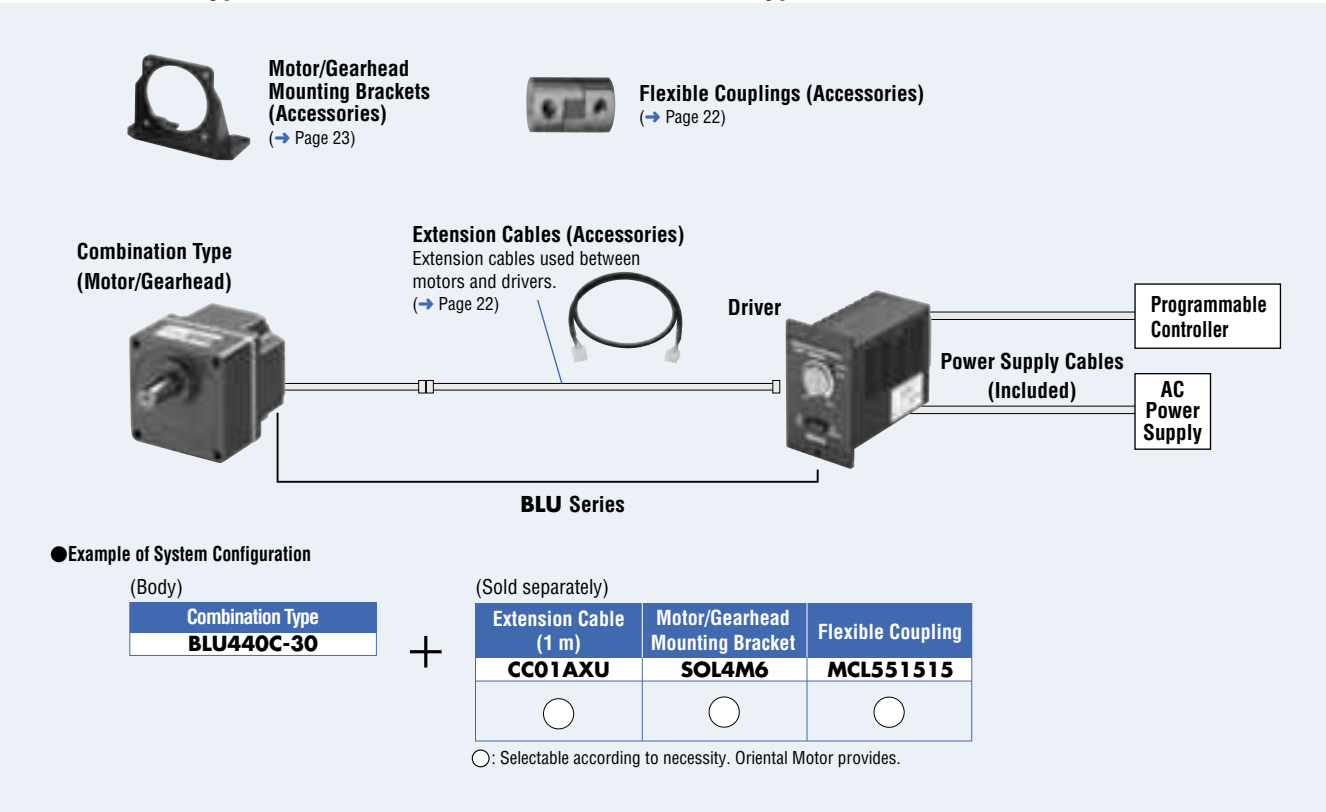 Motor/Gearhead
Mounting Brackets
(Accessories)
(→ Page 23)
Flexible Couplings (Accessories)
(→ Page 22)
Combination Type
(Motor/Gearhead)
Extension Cables (Accessories)
Extension cables used between
motors and drivers.
(→ Page 22)
Driver
Programmable
Controller
Power Supply Cables
(Included)
AC
Power
Supply
BLU Series
●Example of System Configuration
(Body)
Combination Type
BLU440C-30
+
(Sold separately)
Extension Cable
(1 m)
Motor/Gearhead
Mounting Bracket
Flexible Coupling
CC01AXU
SOL4M6
MCL551515
○
○
○
○: Selectable according to necessity. Oriental Motor provides.